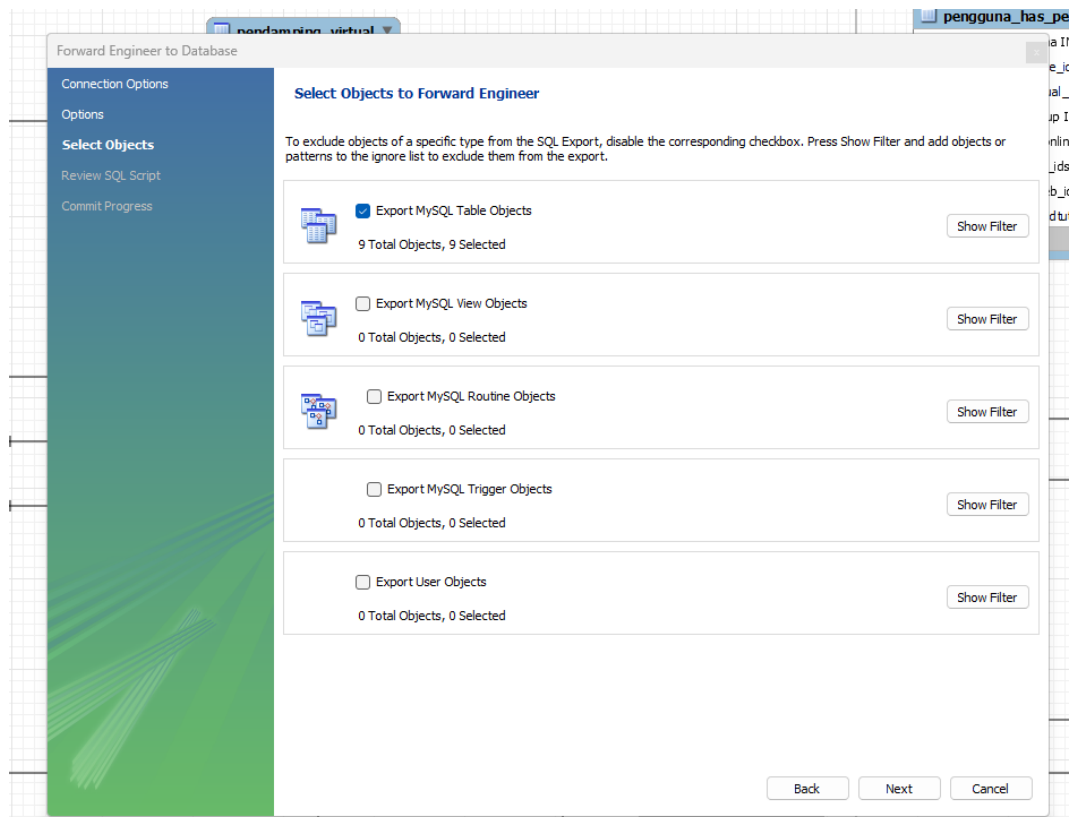 pendamping_virtual
pengguna_has_pe
Forward Engineer to Database
Connection Options
Options
Select Objects
Review SQL Script
Commit Progress
Select Objects to Forward Engineer
To exclude objects of a specific type from the SQL Export, disable the corresponding checkbox. Press Show Filter and add objects or
patterns to the ignore list to exclude them from the export.
Export MySQL Table Objects
9 Total Objects, 9 Selected
Show Filter
Export MySQL View Objects
0 Total Objects, 0 Selected
Show Filter
Export MySQL Routine Objects
0 Total Objects, 0 Selected
Show Filter
Export MySQL Trigger Objects
0 Total Objects, 0 Selected
Show Filter
Export User Objects
0 Total Objects, 0 Selected
Show Filter
Back Next Cancel